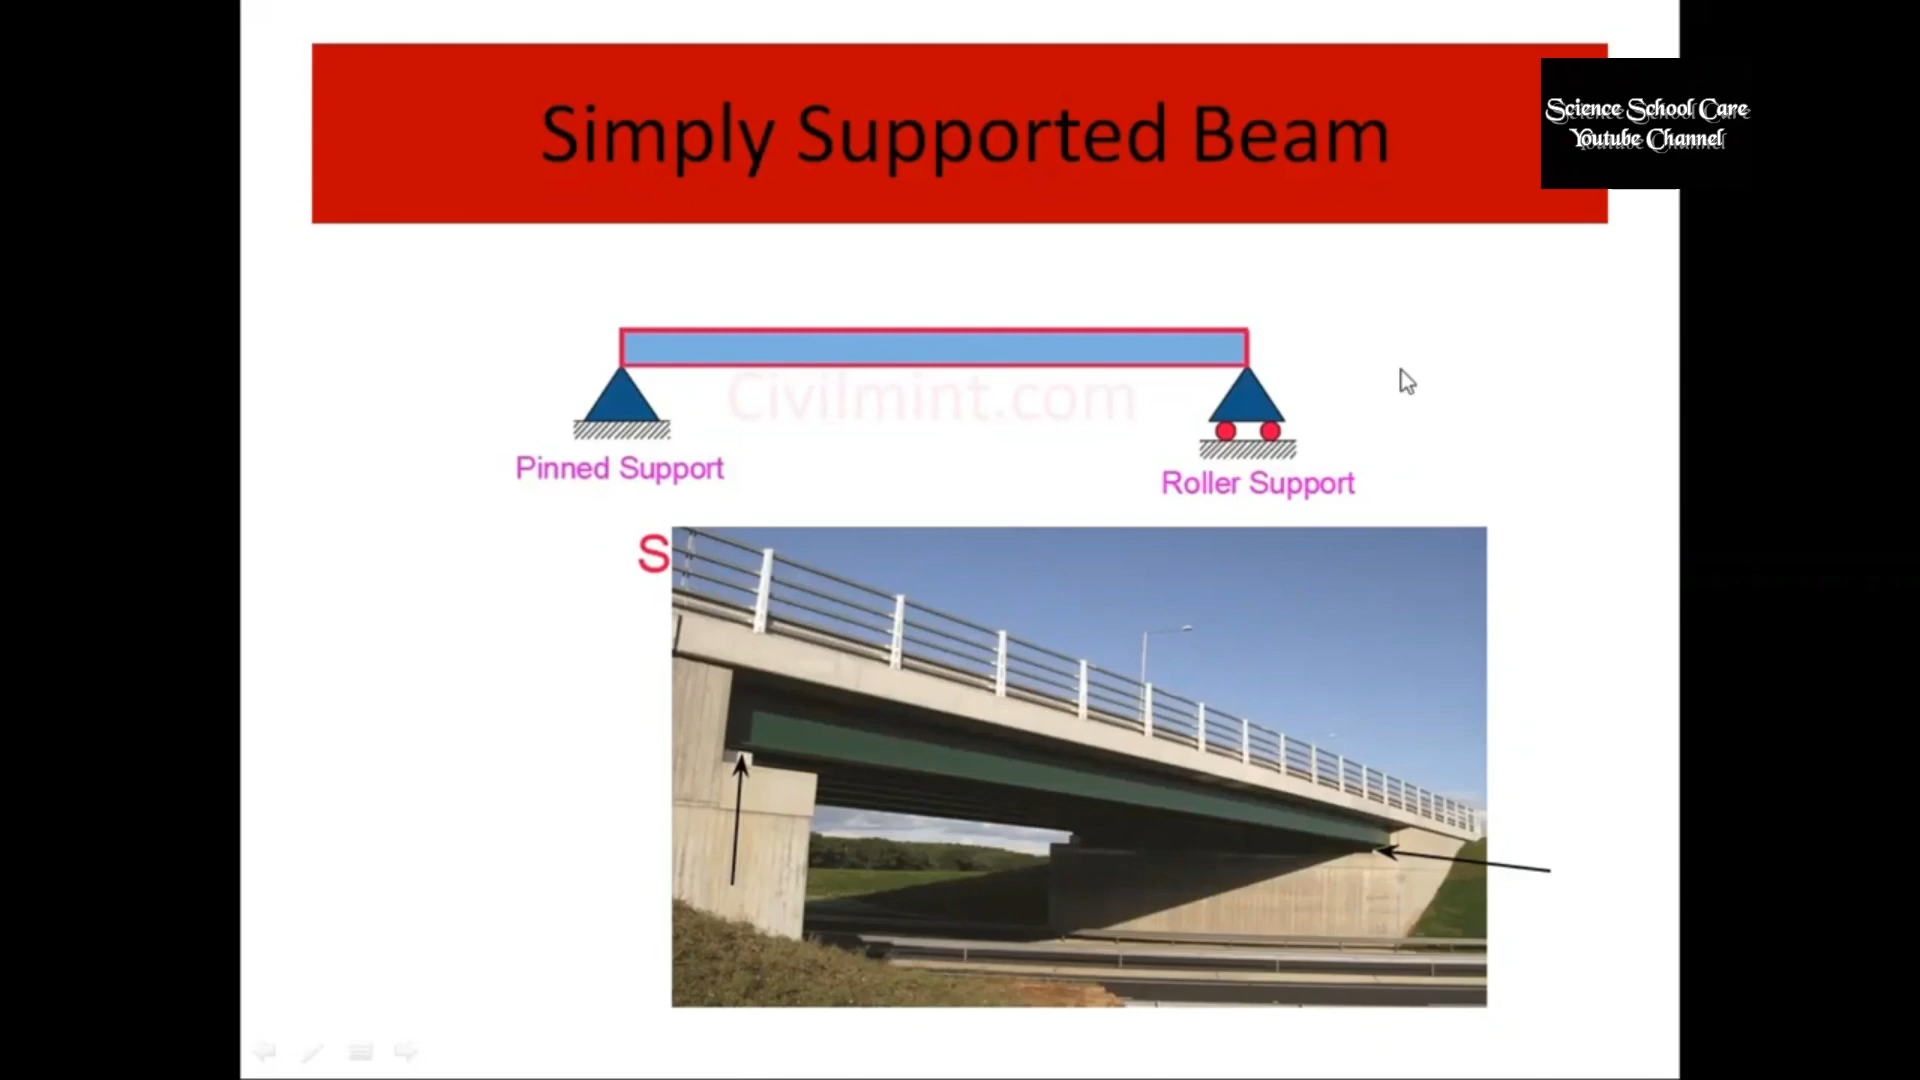 Simply Supported Beam
Science School Care
Youtube Channel
Civilmint.com
Pinned Support
Roller Support
S